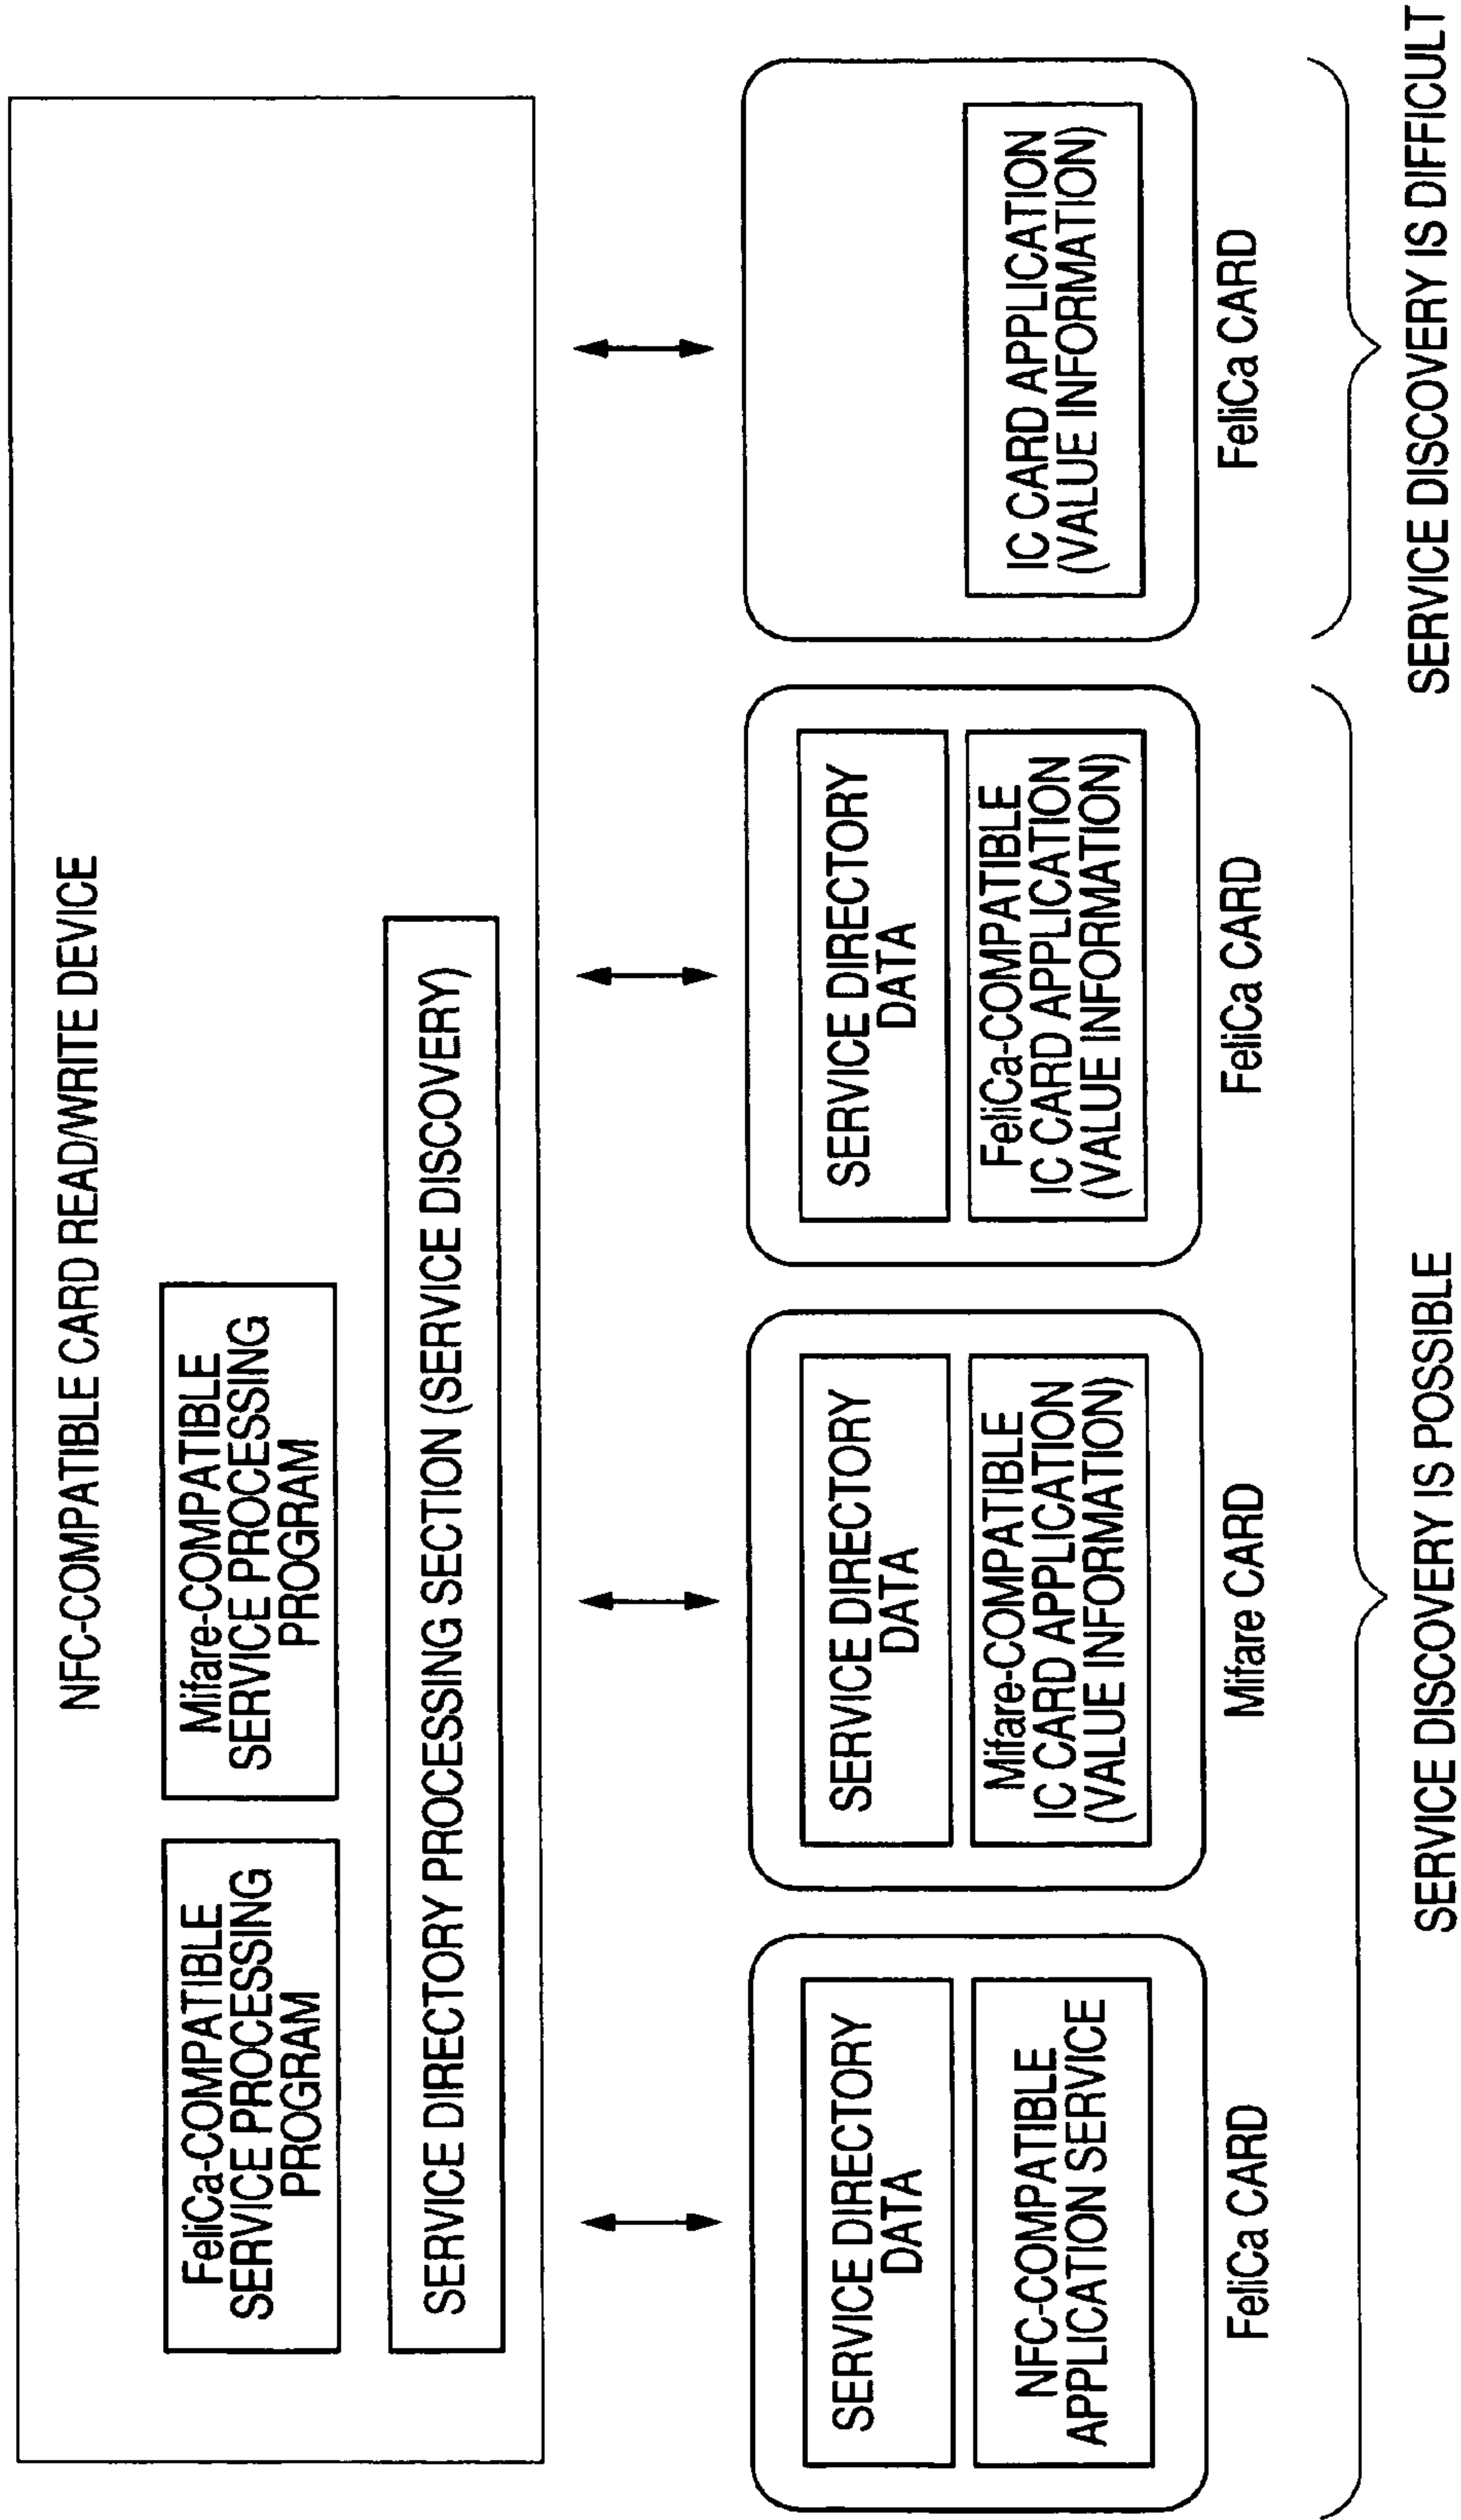 NFC-COMPATIBLE CARD READ/WRITE DEVICE
FeliCa-COMPATIBLE
SERVICE PROCESSING
PROGRAM
Mifare-COMPATIBLE
SERVICE PROCESSING
PROGRAM
SERVICE DIRECTORY PROCESSING SECTION (SERVICE DISCOVERY)
SERVICE DIRECTORY
DATA
NFC-COMPATIBLE
APPLICATION SERVICE
FeliCa CARD
SERVICE DIRECTORY
DATA
Mifare-COMPATIBLE
IC CARD APPLICATION
(VALUE INFORMATION)
Mifare CARD
SERVICE DIRECTORY
DATA
FeliCa-COMPATIBLE
IC CARD APPLICATION
(VALUE INFORMATION)
FeliCa CARD
IC CARD APPLICATION
(VALUE INFORMATION)
FeliCa CARD
SERVICE DISCOVERY IS POSSIBLE
SERVICE DISCOVERY IS DIFFICULT